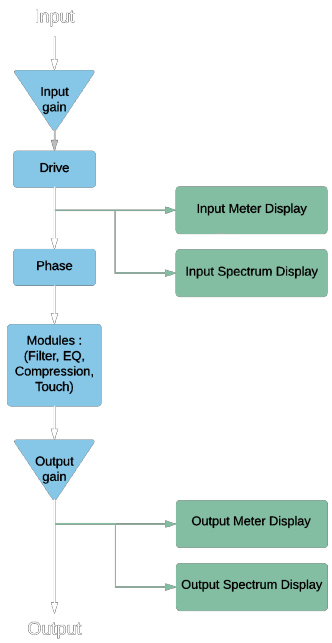 Input
Input
gain
Drive
Input Meter Display
Input Spectrum Display
Phase
Modules :
(Filter, EQ,
Compression,
Touch)
Output
gain
Output Meter Display
Output Spectrum Display
Output